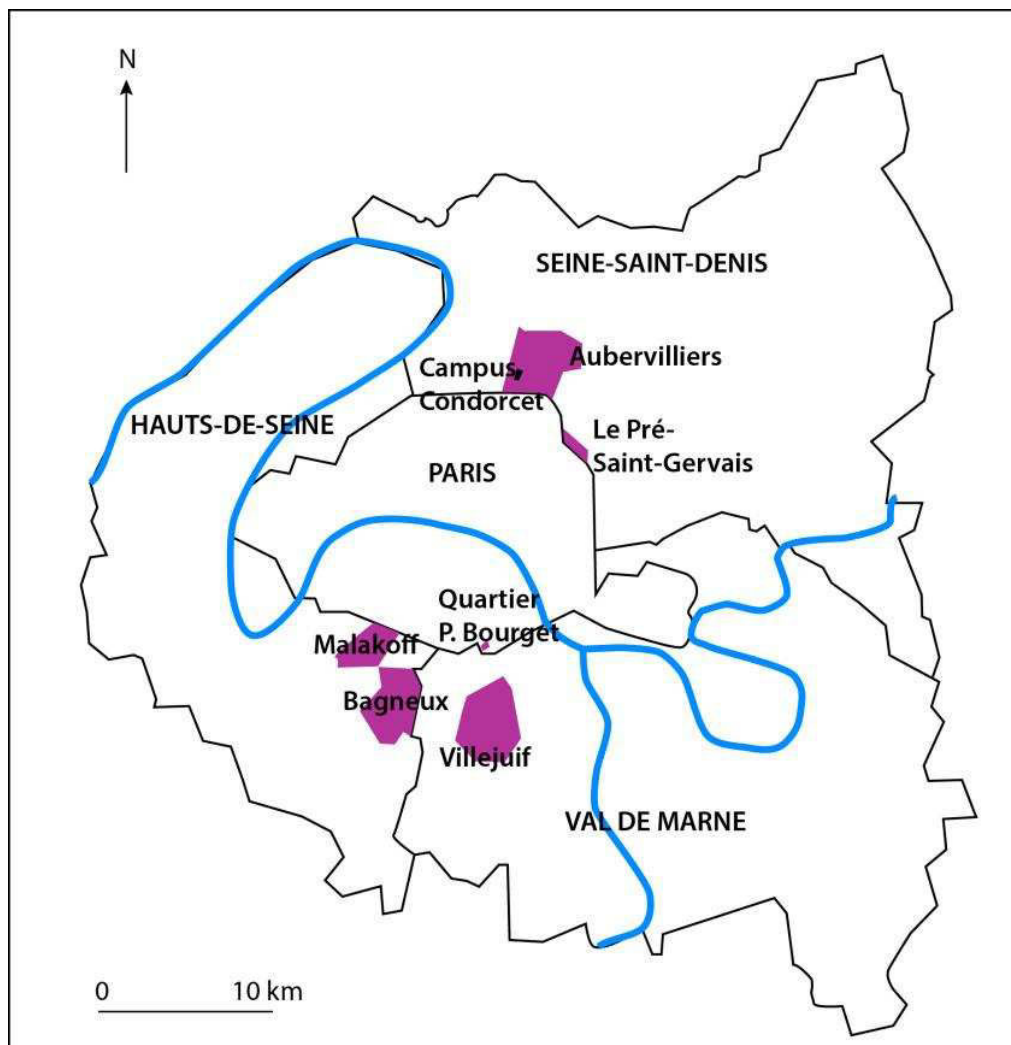 N
SEINE-SAINT-DENIS
Aubervilliers
Campus
Condorcet
HAUTS-DE-SEINE
Le Pré-
Saint-Gervais
PARIS
Quartier
P. Bourget
Malakoff
Bagneux
Villejuif
VAL DE MARNE
0 10 km